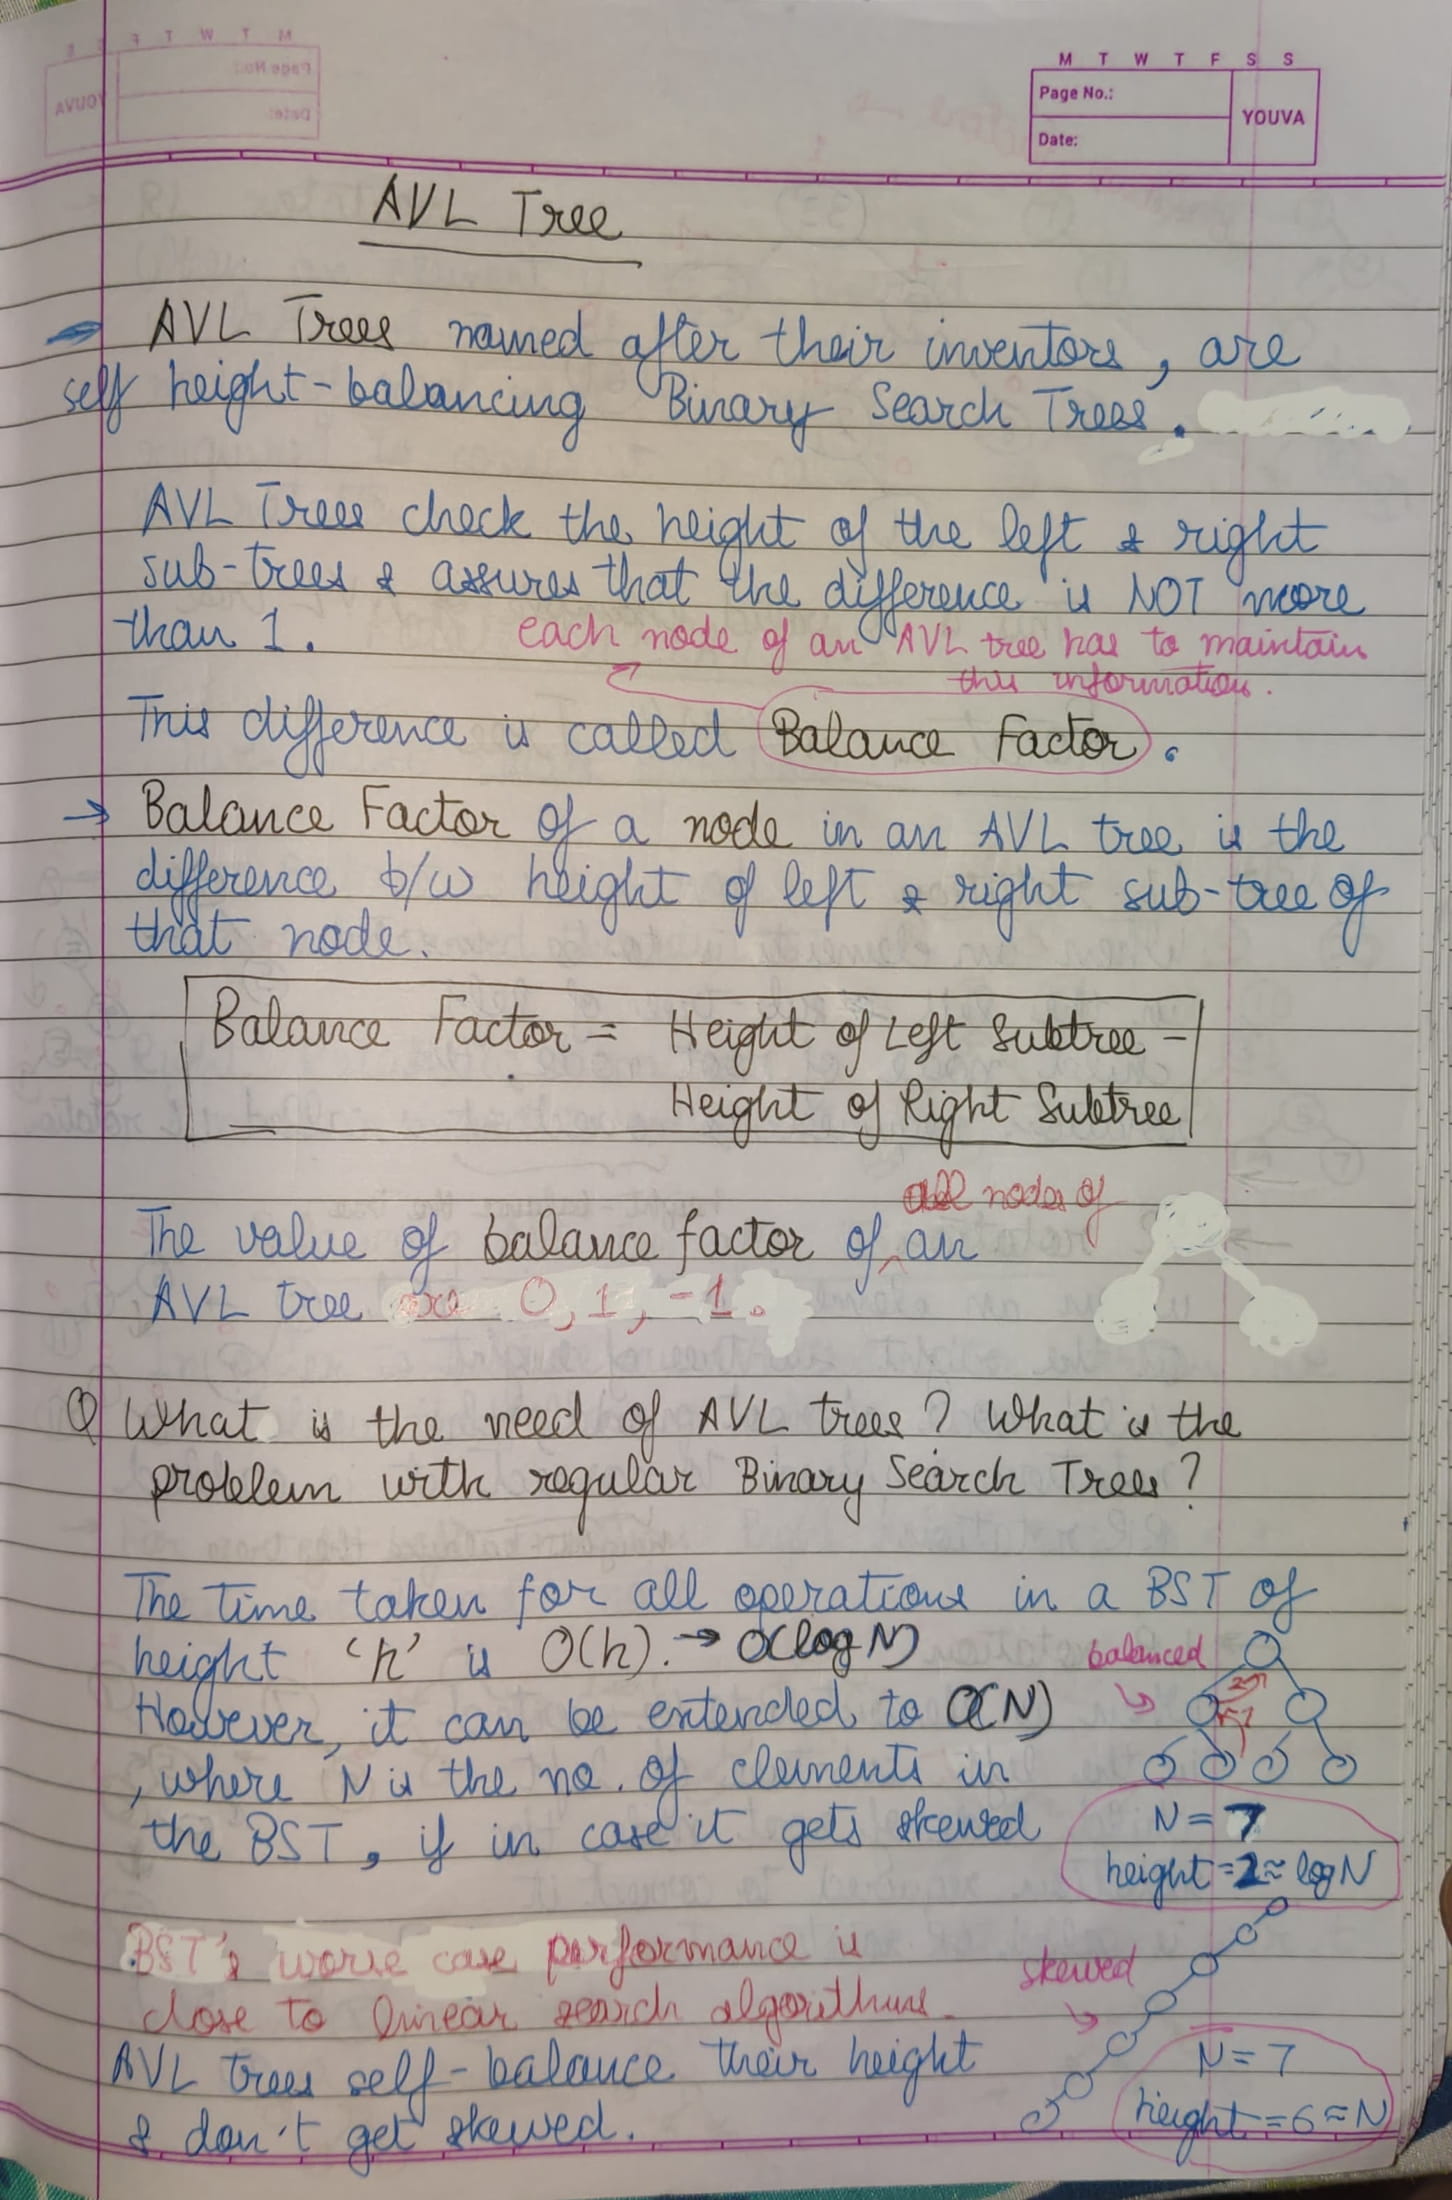 M T W T F S S
Page No.:
YOUVA
Date:
AVL Tree
AVL Trees named after their inventors, are
self height-balancing Binary Search Trees.
AVL Trees check the height of the left & right
sub-trees & assures that the difference is NOT more
than 1.
each node of an AVL tree has to maintain
this information.
This difference is called Balance Factor.
→ Balance Factor of a node in an AVL tree is the
difference b/w height of left & right sub-tree of
that node.
Balance Factor = Height of Left Subtree -
Height of Right Subtree
all nodes of
The value of balance factor of ^ an
AVL tree are 0, 1, -1.
Q What is the need of AVL trees? What is the
problem with regular Binary Search Trees?
The time taken for all operations in a BST of
height 'h' is O(h). → O(log N)
balanced
However, it can be extended to O(N)
, where N is the no. of elements in
the BST, if in case it gets skewed
N = 7
height = 2 ≈ log N
BST's worse case performance is
close to linear search algorithms.
skewed
AVL trees self-balance their height
& don't get skewed.
N = 7
height = 6 ≈ N